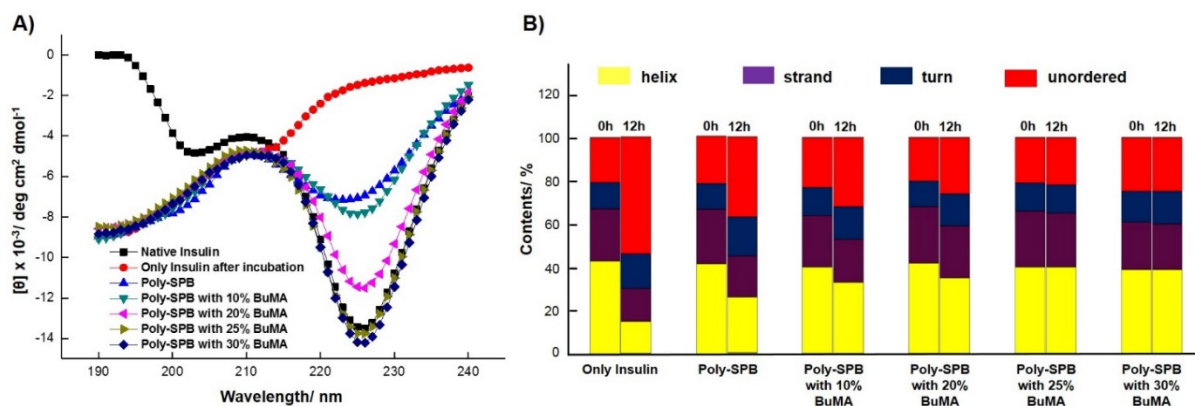 A)
[θ] x 10⁻³/ deg cm² dmol⁻¹
0
-2
-4
-6
-8
-10
-12
-14
Native Insulin
Only Insulin after incubation
Poly-SPB
Poly-SPB with 10% BuMA
Poly-SPB with 20% BuMA
Poly-SPB with 25% BuMA
Poly-SPB with 30% BuMA
190 200 210 220 230 240
Wavelength/ nm
B)
helix strand turn unordered
Contents/ %
120
100
80
60
40
20
0
0h 12h 0h 12h 0h 12h 0h 12h 0h 12h 0h 12h
Only Insulin
Poly-SPB
Poly-SPB
with 10%
BuMA
Poly-SPB
with 20%
BuMA
Poly-SPB
with 25%
BuMA
Poly-SPB
with 30%
BuMA